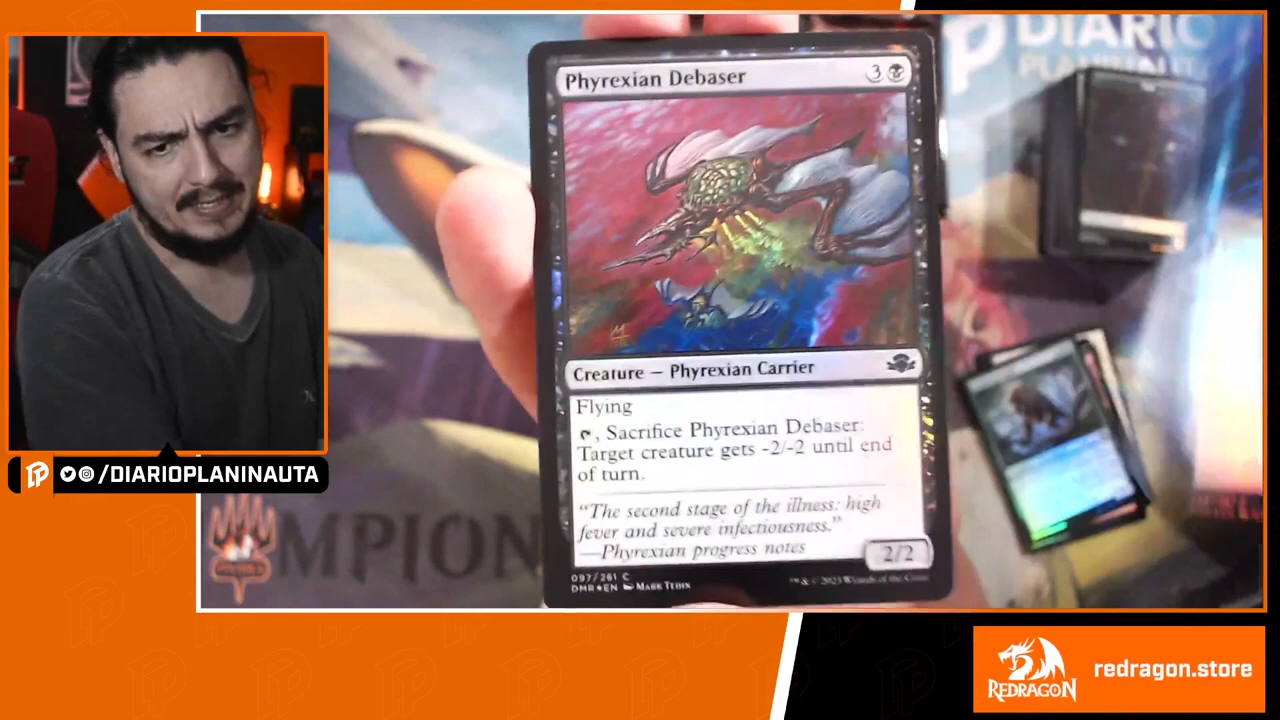 DIARIO
PLANINAUTA
Phyrexian Debaser
3
Creature — Phyrexian Carrier
Flying
, Sacrifice Phyrexian Debaser:
Target creature gets -2/-2 until end
of turn.
“The second stage of the illness: high
fever and severe infectiousness.”
—Phyrexian progress notes
2/2
097/261 C
DMR★EN MARK TEDIN
™ & © 2023 Wizards of the Coast
/DIARIOPLANINAUTA
MPION
REDRAGON
redragon.store